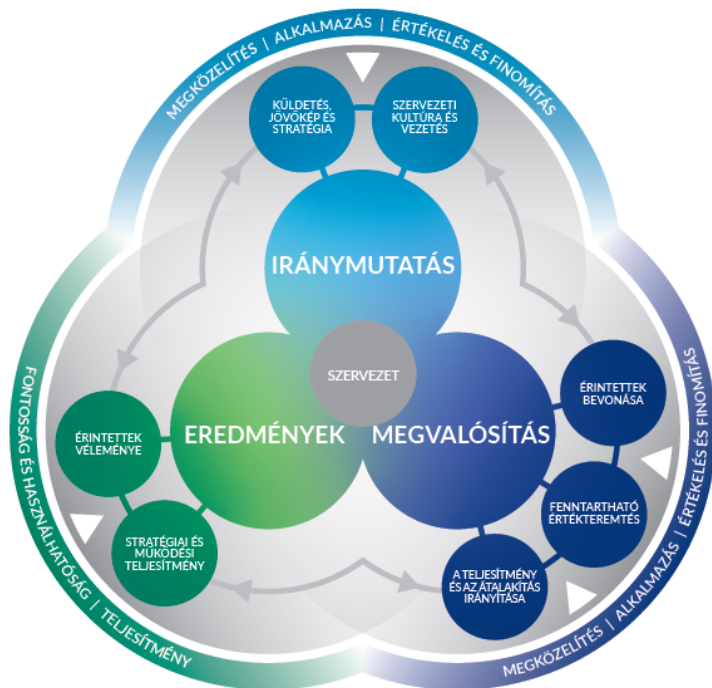 MEGKÖZELÍTÉS | ALKALMAZÁS | ÉRTÉKELÉS ÉS FINOMÍTÁS
KÜLDETÉS,
JÖVŐKÉP ÉS
STRATÉGIA
SZERVEZETI
KULTÚRA ÉS
VEZETÉS
IRÁNYMUTATÁS
SZERVEZET
EREDMÉNYEK
MEGVALÓSÍTÁS
ÉRINTETTEK
BEVONÁSA
FENNTARTHATÓ
ÉRTÉKTEREMTÉS
A TELJESÍTMÉNY
ÉS AZ ÁTALAKÍTÁS
IRÁNYÍTÁSA
ÉRINTETTEK
VÉLEMÉNYE
STRATÉGIAI ÉS
MŰKÖDÉSI
TELJESÍTMÉNY
FONTOSSÁG ÉS HASZNÁLHATÓSÁG | TELJESÍTMÉNY
MEGKÖZELÍTÉS | ALKALMAZÁS | ÉRTÉKELÉS ÉS FINOMÍTÁS